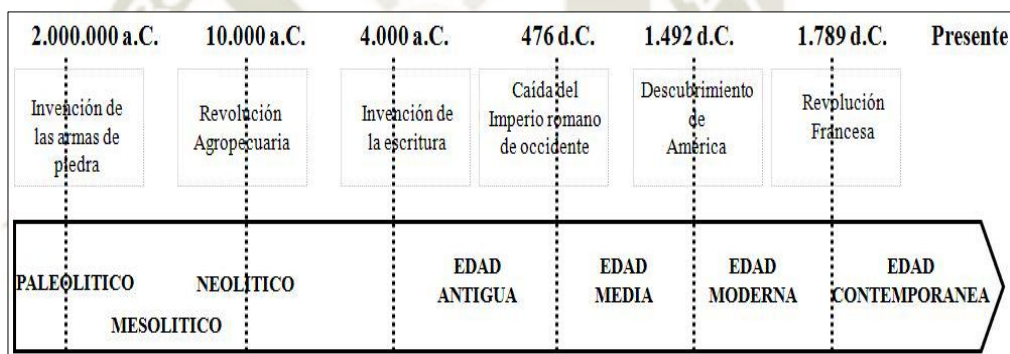 2.000.000 a.C. 10.000 a.C. 4.000 a.C. 476 d.C. 1.492 d.C. 1.789 d.C. Presente
Invención de
las armas de
piedra
Revolución
Agropecuaria
Invención de
la escritura
Caída del
Imperio romano
de occidente
Descubrimiento
de
América
Revolución
Francesa
PALEOLITICO
MESOLITICO
NEOLITICO
EDAD
ANTIGUA
EDAD
MEDIA
EDAD
MODERNA
EDAD
CONTEMPORANEA